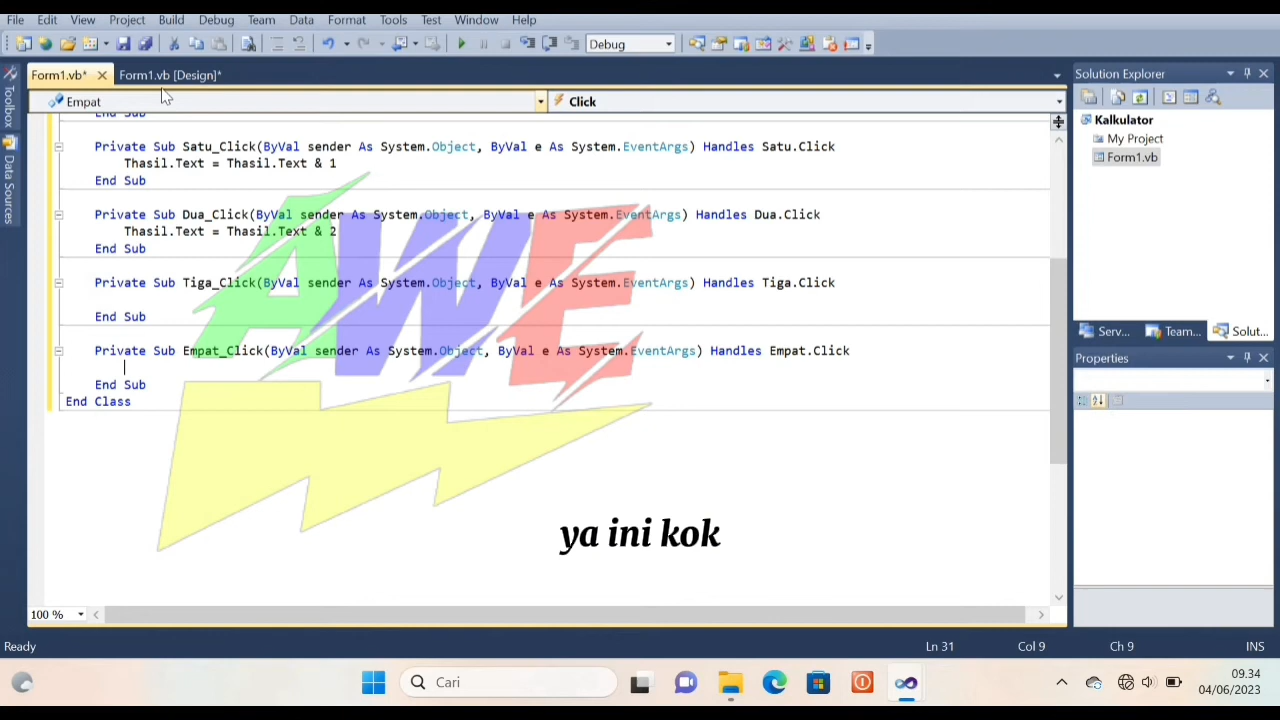 File Edit View Project Build Debug Team Data Format Tools Test Window Help
Debug
Form1.vb* Form1.vb [Design]*
Solution Explorer
Empat Click
Toolbox
Data Sources
Kalkulator
My Project
Form1.vb
End Sub
Private Sub Satu_Click(ByVal sender As System.Object, ByVal e As System.EventArgs) Handles Satu.Click
Thasil.Text = Thasil.Text & 1
End Sub
Private Sub Dua_Click(ByVal sender As System.Object, ByVal e As System.EventArgs) Handles Dua.Click
Thasil.Text = Thasil.Text & 2
End Sub
Private Sub Tiga_Click(ByVal sender As System.Object, ByVal e As System.EventArgs) Handles Tiga.Click
End Sub
Private Sub Empat_Click(ByVal sender As System.Object, ByVal e As System.EventArgs) Handles Empat.Click
End Sub
End Class
AWE
Serv... Team... Solut...
Properties
ya ini kok
100 %
Ready Ln 31 Col 9 Ch 9 INS
Cari
09.34
04/06/2023